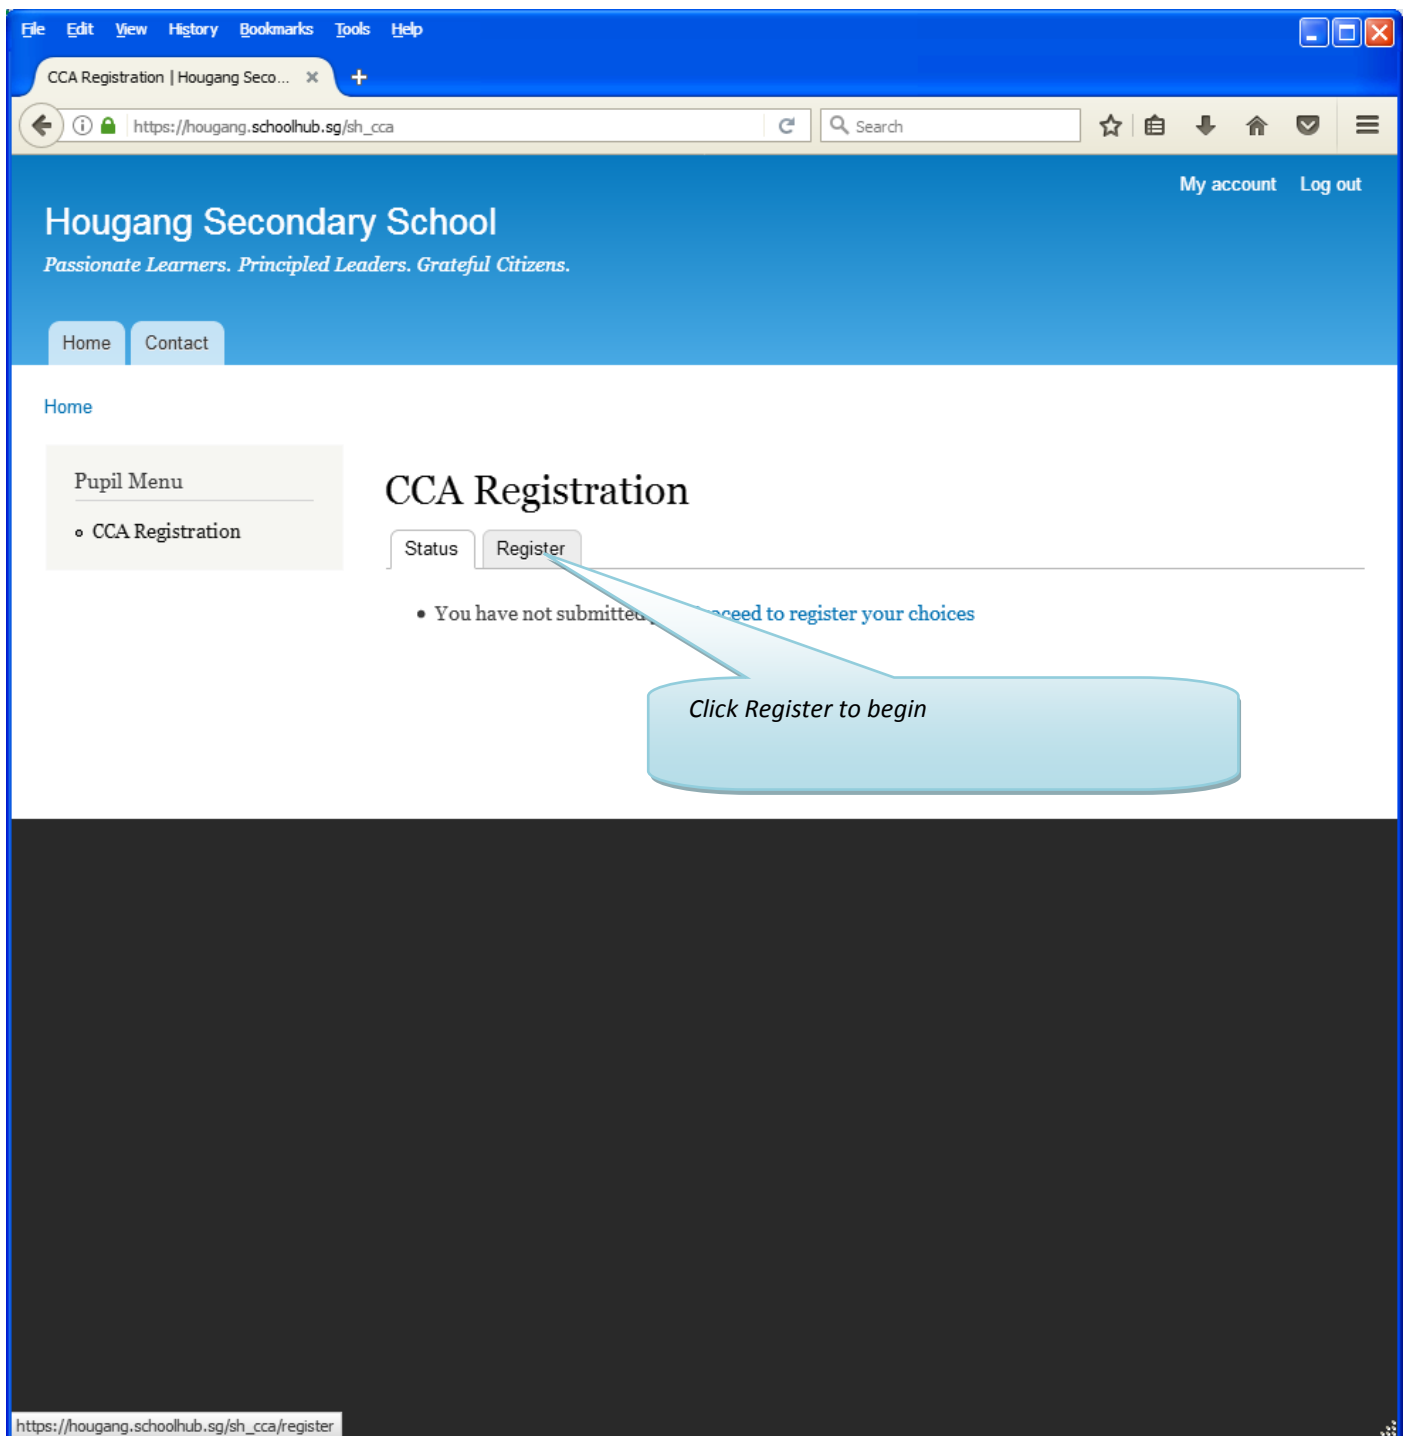 File Edit View History Bookmarks Tools Help
CCA Registration | Hougang Seco...
https://hougang.schoolhub.sg/sh_cca
Search
My account Log out
Hougang Secondary School
Passionate Learners. Principled Leaders. Grateful Citizens.
Home Contact
Home
Pupil Menu
CCA Registration
CCA Registration
Status Register
You have not submitted to register your choices
Click Register to begin
https://hougang.schoolhub.sg/sh_cca/register